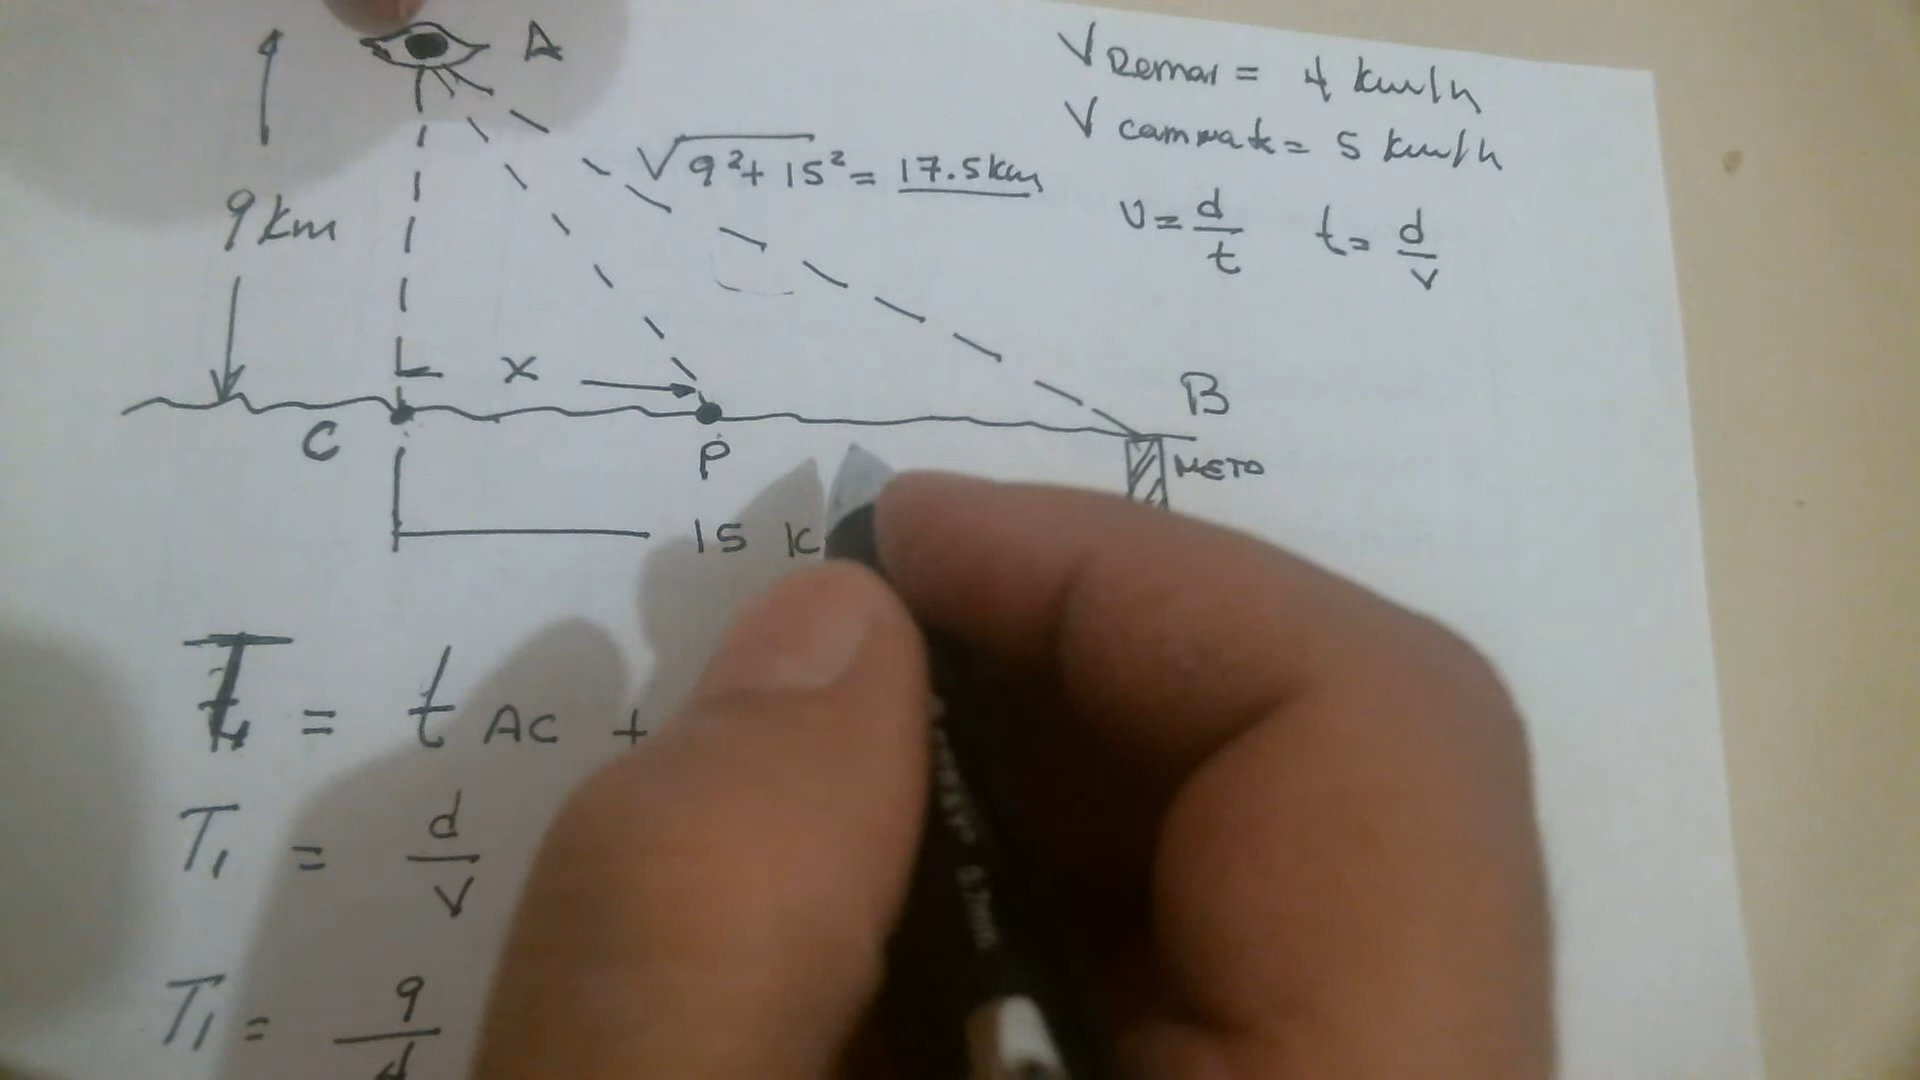 A
V Remar = 4 km/h
V caminata = 5 km/h
√9²+15² = 17.5 km
9 km
v = d/t t = d/v
x
B
C
P
META
15 K
= t AC +
T₁ = d/v
T₁ = 9